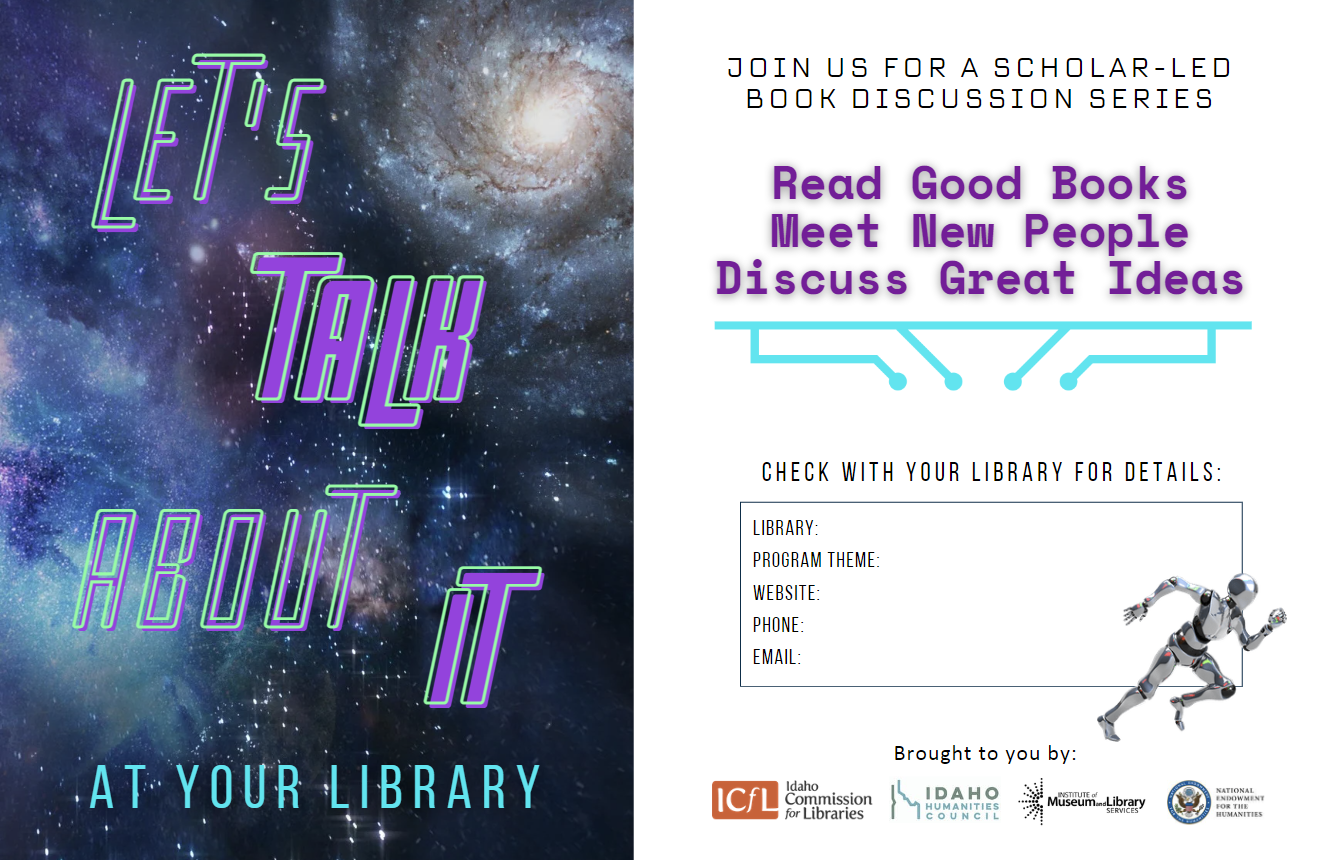 LET'S
TALK
ABOUT
IT
AT YOUR LIBRARY
JOIN US FOR A SCHOLAR-LED
BOOK DISCUSSION SERIES
Read Good Books
Meet New People
Discuss Great Ideas
CHECK WITH YOUR LIBRARY FOR DETAILS:
LIBRARY:
PROGRAM THEME:
WEBSITE:
PHONE:
EMAIL:
Brought to you by:
ICfL
Idaho
Commission
for Libraries
IDAHO
HUMANITIES
COUNCIL
INSTITUTE of
Museum and Library
SERVICES
NATIONAL
ENDOWMENT
FOR THE
HUMANITIES